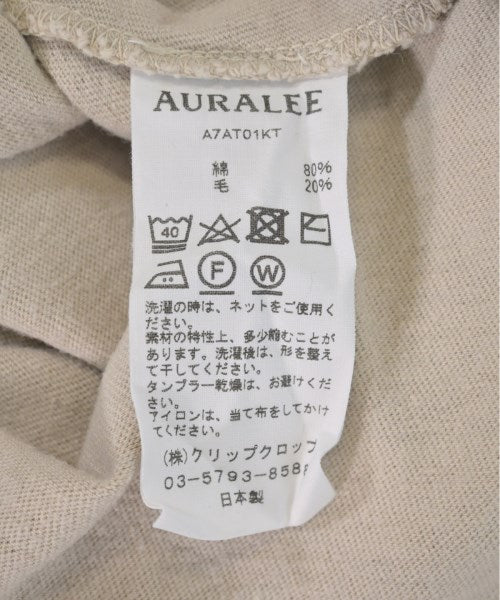 AURALEE
A7AT01KT
綿 80%
毛 20%
40
F W
洗濯の時は、ネットをご使用く
ださい。
素材の特性上、多少縮むことが
あります。洗濯後は、形を整え
て干してください。
タンブラー乾燥は、お避けくだ
さい。
アイロンは、当て布をしてかけ
てください。
(株)クリップクロップ
03-5793-8588
日本製